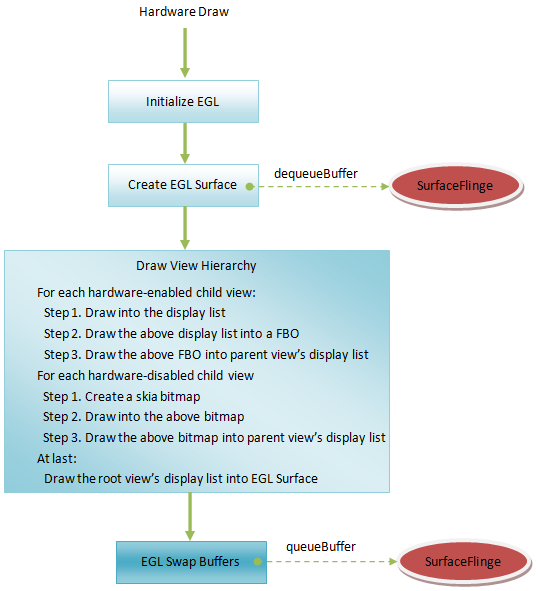 Hardware Draw
Initialize EGL
Create EGL Surface
dequeueBuffer
SurfaceFlinge
Draw View Hierarchy
For each hardware-enabled child view:
Step 1. Draw into the display list
Step 2. Draw the above display list into a FBO
Step 3. Draw the above FBO into parent view's display list
For each hardware-disabled child view
Step 1. Create a skia bitmap
Step 2. Draw into the above bitmap
Step 3. Draw the above bitmap into parent view's display list
At last:
Draw the root view's display list into EGL Surface
EGL Swap Buffers
queueBuffer
SurfaceFlinge